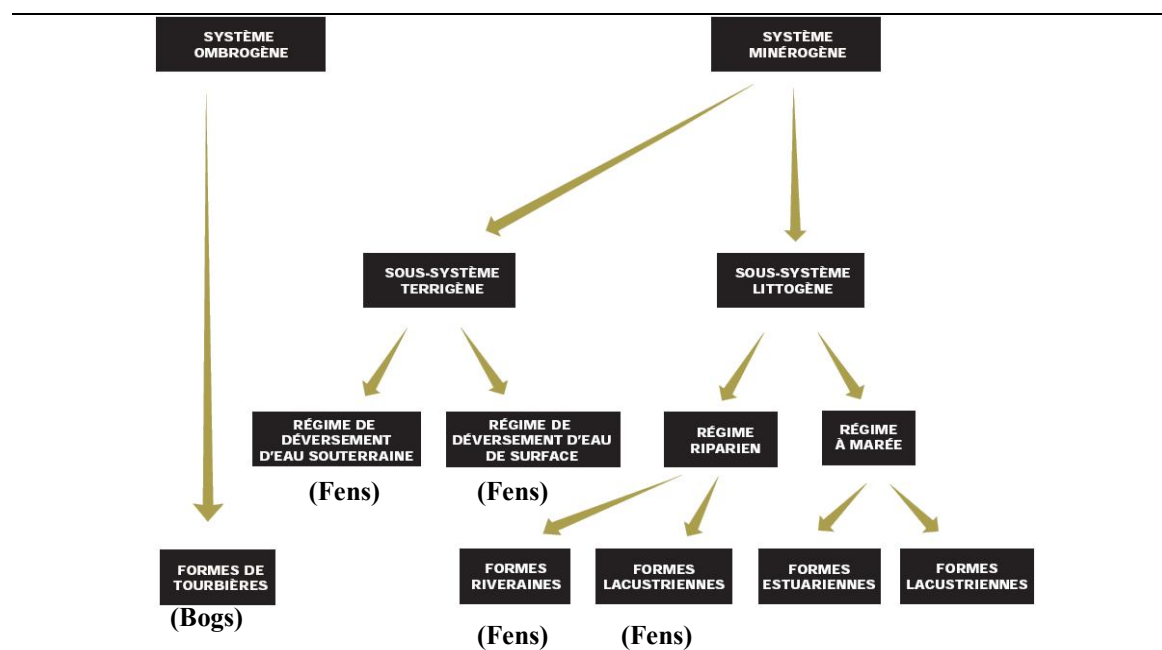 SYSTÈME
OMBROGÈNE
SYSTÈME
MINÉROGÈNE
SOUS-SYSTÈME
TERRIGÈNE
SOUS-SYSTÈME
LITTOGÈNE
RÉGIME DE
DÉVERSEMENT
D'EAU SOUTERRAINE
RÉGIME DE
DÉVERSEMENT D'EAU
DE SURFACE
RÉGIME
RIPARIEN
RÉGIME
À MARÉE
(Fens)
(Fens)
FORMES DE
TOURBIÈRES
FORMES
RIVERAINES
FORMES
LACUSTRIENNES
FORMES
ESTUARIENNES
FORMES
LACUSTRIENNES
(Bogs)
(Fens)
(Fens)